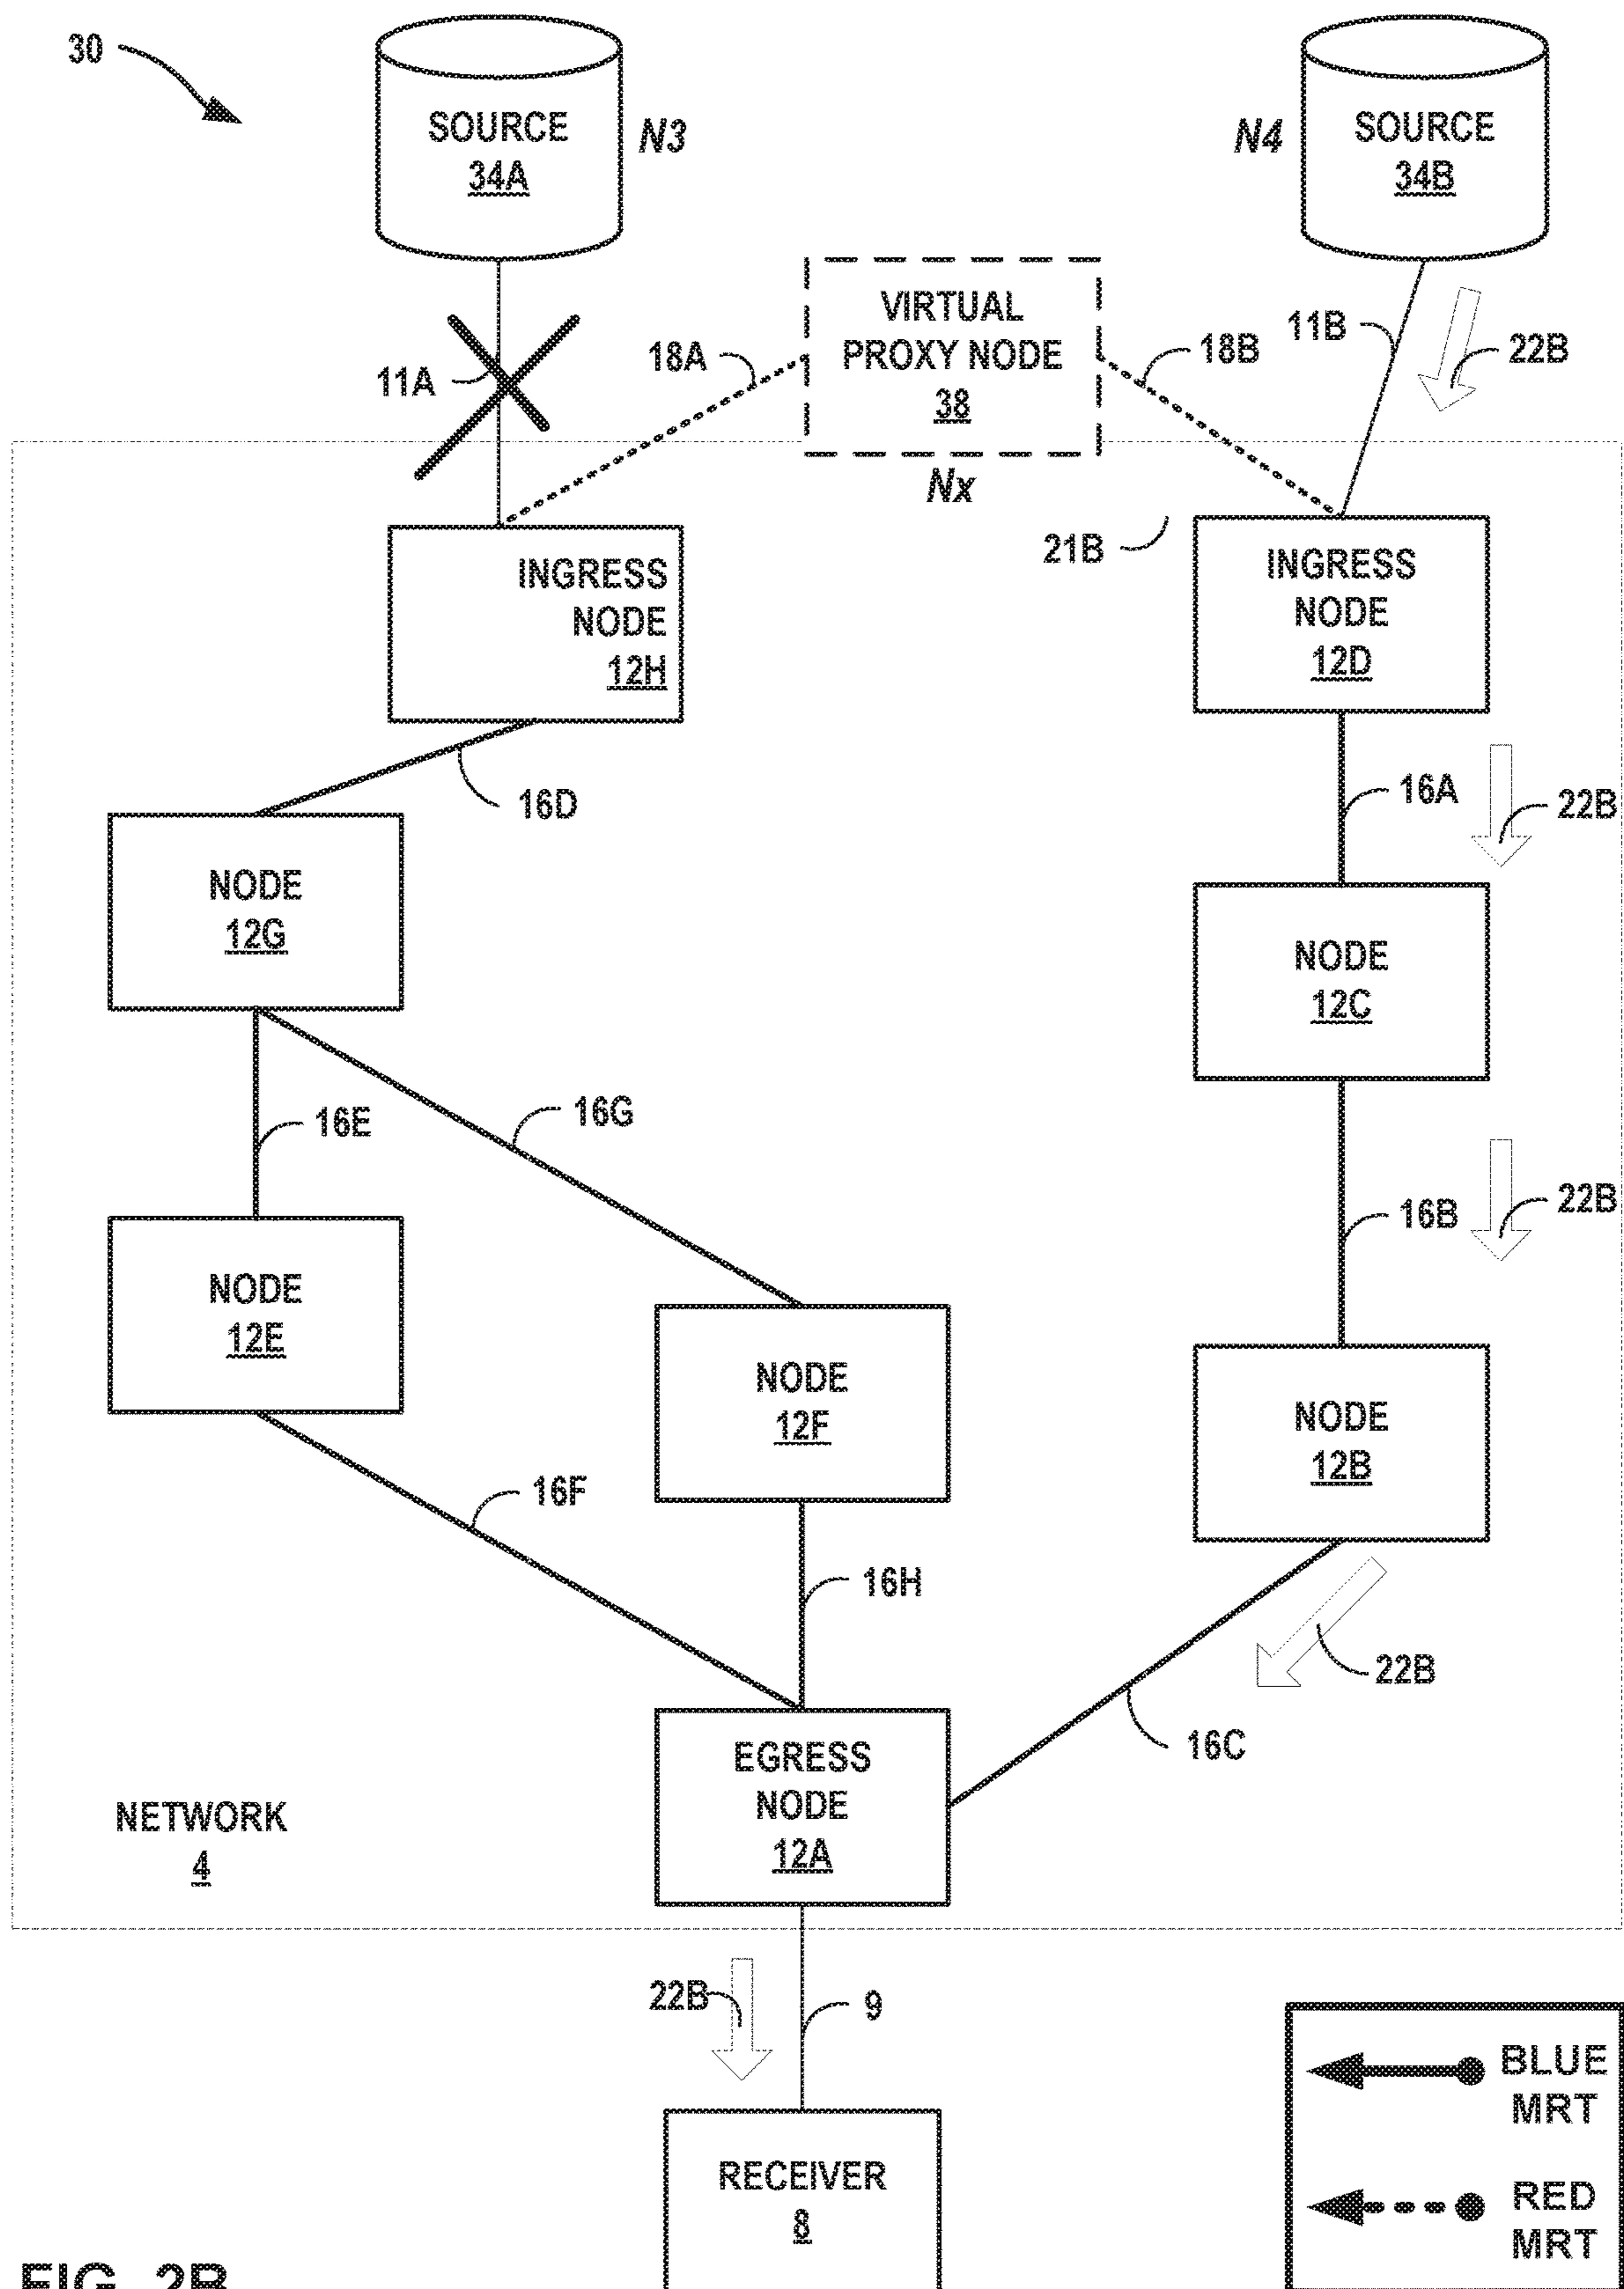 30
SOURCE
34A
N3
N4
SOURCE
34B
VIRTUAL
PROXY NODE
38
Nx
11A
18A
18B
11B
22B
21B
INGRESS
NODE
12H
INGRESS
NODE
12D
16D
16A
22B
NODE
12G
NODE
12C
16E
16G
16B
22B
NODE
12E
NODE
12F
NODE
12B
16F
16H
22B
16C
EGRESS
NODE
12A
NETWORK
4
22B
9
RECEIVER
8
BLUE
MRT
RED
MRT
FIG. 2B